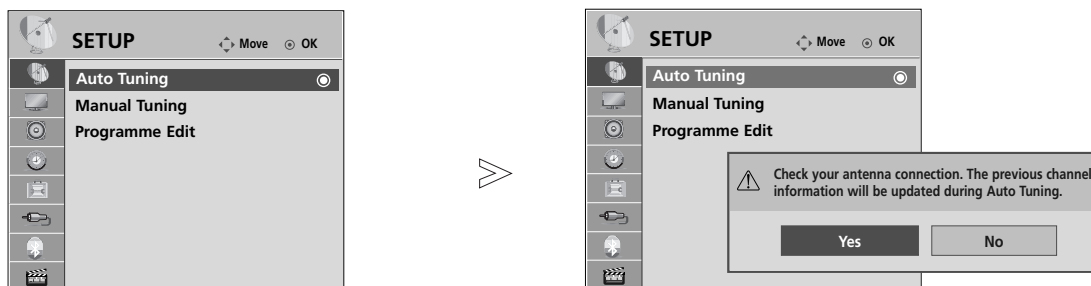 SETUP
Move OK
Auto Tuning
Manual Tuning
Programme Edit
SETUP
Move OK
Auto Tuning
Manual Tuning
Programme Edit
Check your antenna connection. The previous channel
information will be updated during Auto Tuning.
Yes No